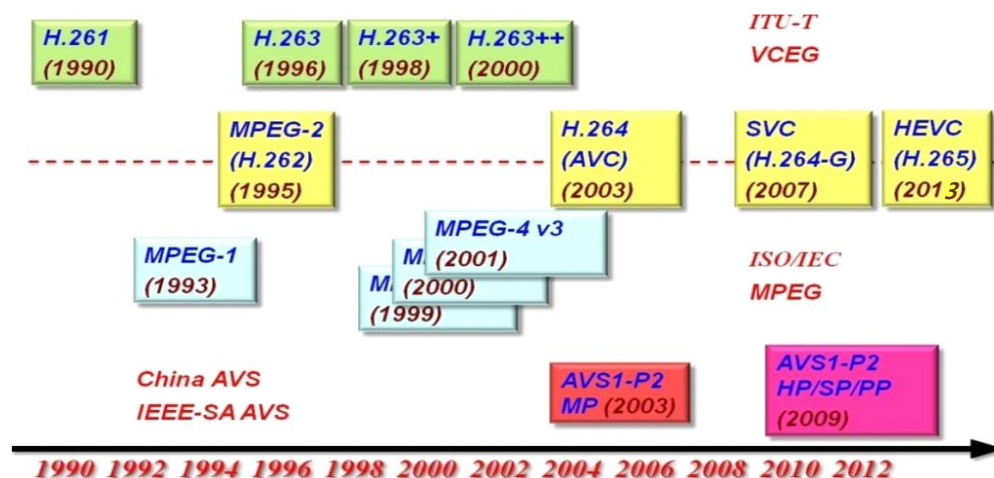 H.261
(1990)
H.263
(1996)
H.263+
(1998)
H.263++
(2000)
ITU-T
VCEG
MPEG-2
(H.262)
(1995)
H.264
(AVC)
(2003)
SVC
(H.264-G)
(2007)
HEVC
(H.265)
(2013)
MPEG-1
(1993)
MPEG-4 v3
(2001)
(2000)
(1999)
ISO/IEC
MPEG
China AVS
IEEE-SA AVS
AVS1-P2
MP (2003)
AVS1-P2
HP/SP/PP
(2009)
1990 1992 1994 1996 1998 2000 2002 2004 2006 2008 2010 2012